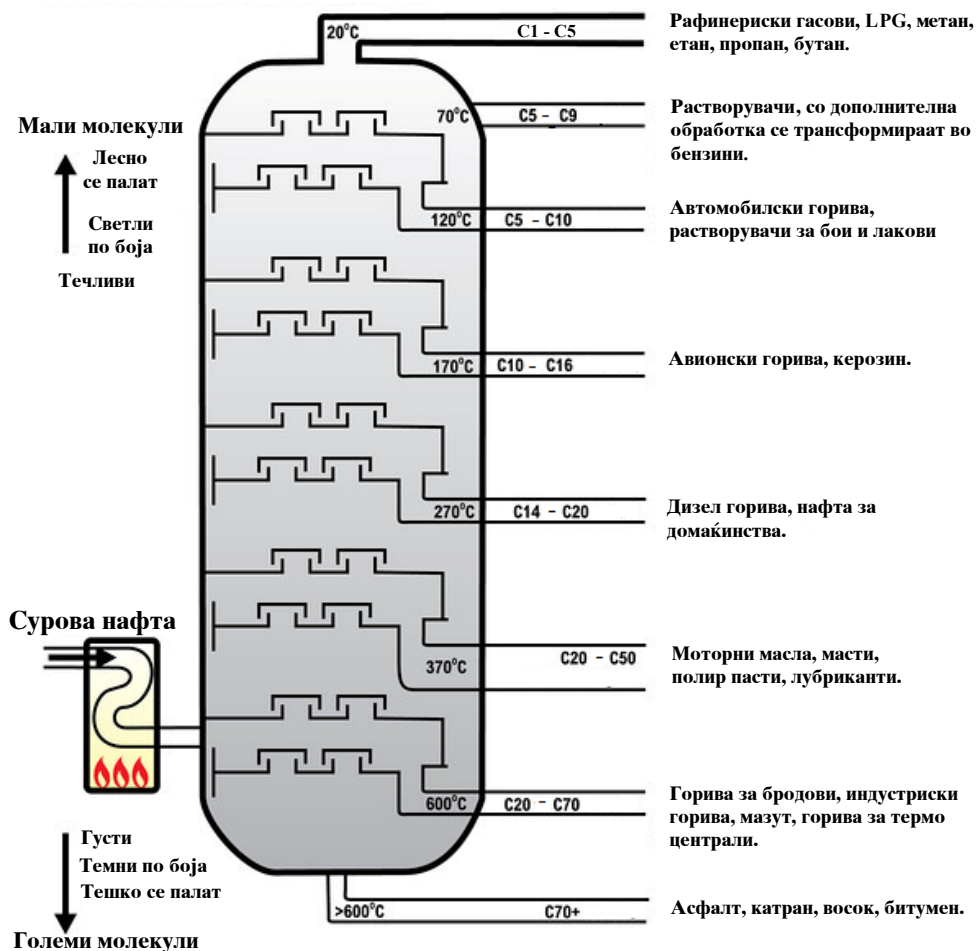 20°C
C1 - C5
Рафинериски гасови, LPG, метан,
етан, пропан, бутан.
Мали молекули
Лесно
се палат
Светли
по боја
Течливи
70°C
C5 - C9
Растворувачи, со дополнителна
обработка се трансформираат во
бензини.
120°C
C5 - C10
Автомобилски горива,
растворувачи за бои и лакови
170°C
C10 - C16
Авионски горива, керозин.
270°C
C14 - C20
Дизел горива, нафта за
домаќинства.
Сурова нафта
370°C
C20 - C50
Моторни масла, масти,
полир пасти, лубриканти.
600°C
C20 - C70
Горива за бродови, индустриски
горива, мазут, горива за термо
централи.
Густи
Темни по боја
Тешко се палат
Големи молекули
>600°C
C70+
Асфалт, катран, восок, битумен.